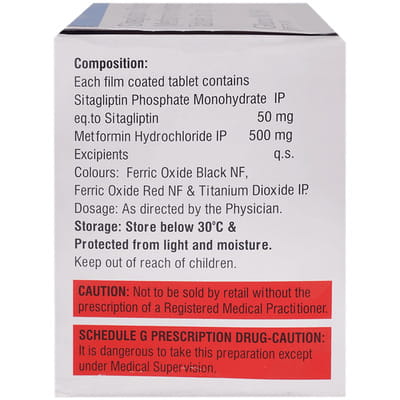 Composition:
Each film coated tablet contains
Sitagliptin Phosphate Monohydrate IP
eq.to Sitagliptin 50 mg
Metformin Hydrochloride IP 500 mg
Excipients q.s.
Colours: Ferric Oxide Black NF,
Ferric Oxide Red NF & Titanium Dioxide IP.
Dosage: As directed by the Physician.
Storage: Store below 30°C &
Protected from light and moisture.
Keep out of reach of children.
CAUTION: Not to be sold by retail without the
prescription of a Registered Medical Practitioner.
SCHEDULE G PRESCRIPTION DRUG-CAUTION:
It is dangerous to take this preparation except
under Medical Supervision.